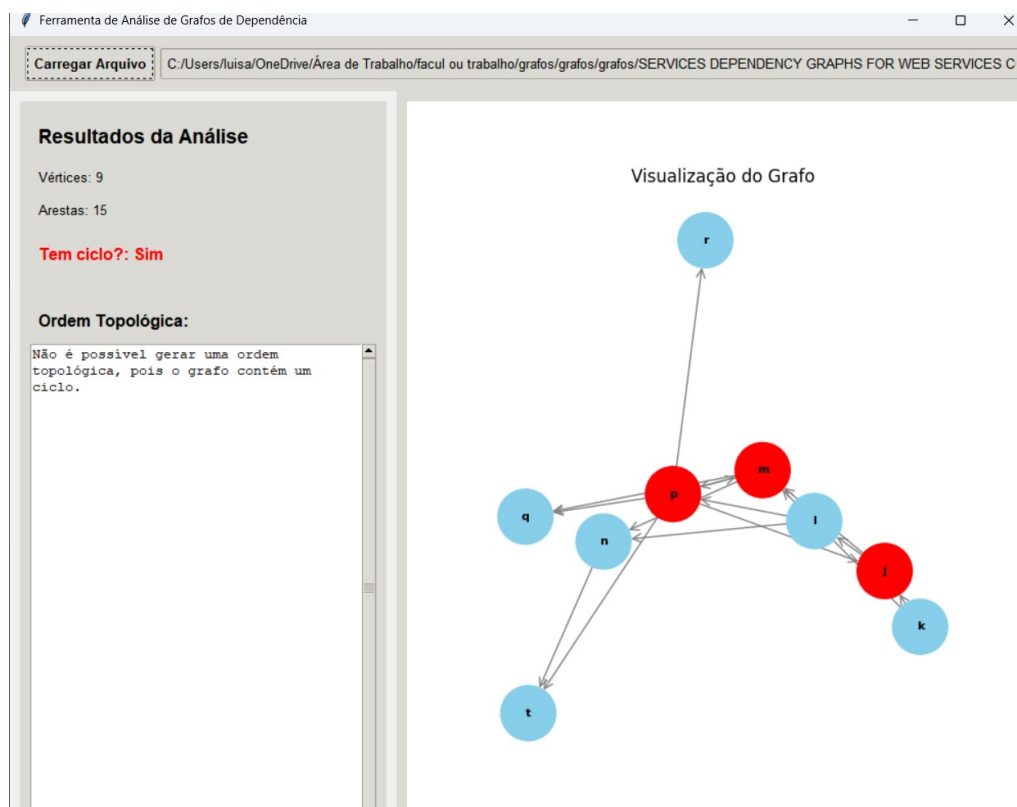 Ferramenta de Análise de Grafos de Dependência
Carregar Arquivo
C:/Users/luisa/OneDrive/Área de Trabalho/facul ou trabalho/grafos/grafos/grafos/SERVICES DEPENDENCY GRAPHS FOR WEB SERVICES C
Resultados da Análise
Vértices: 9
Arestas: 15
Tem ciclo?: Sim
Ordem Topológica:
Não é possível gerar uma ordem
topológica, pois o grafo contém um
ciclo.
Visualização do Grafo
r
m
p
q
l
n
j
k
t